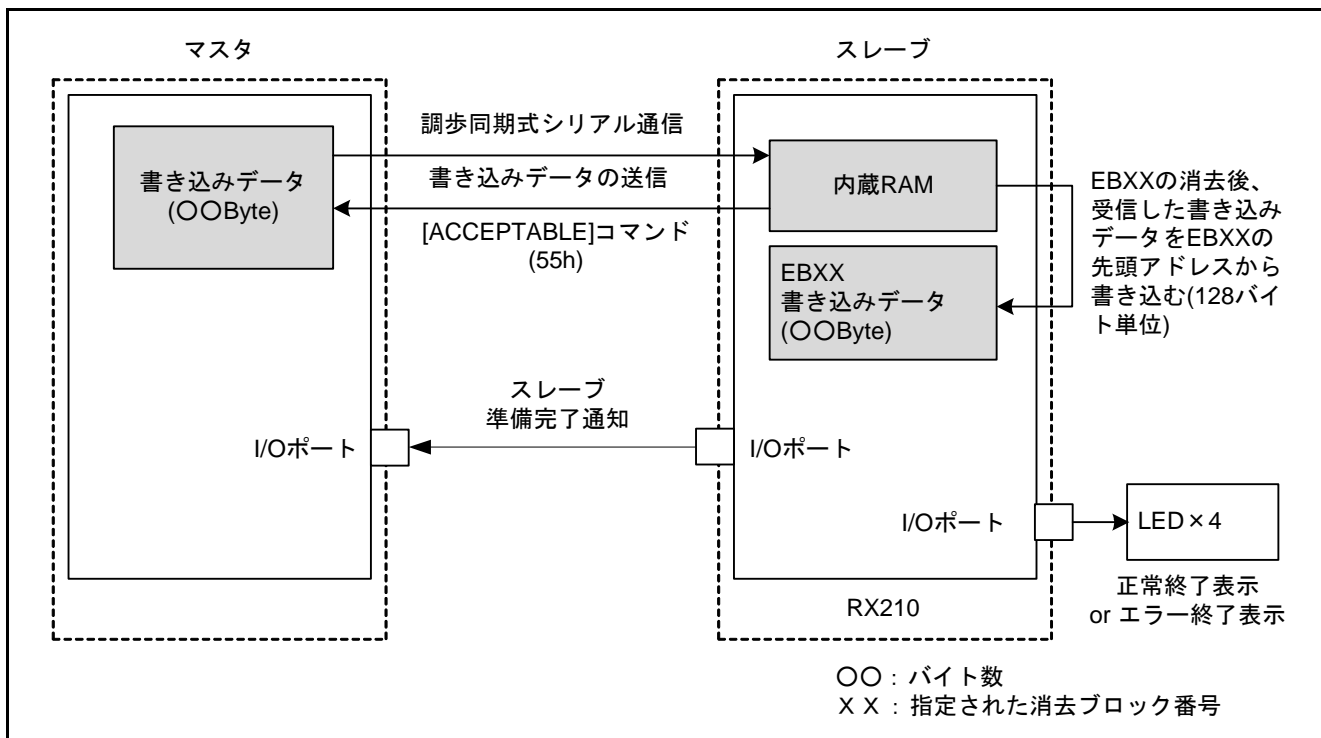 マスタ
スレーブ
調歩同期式シリアル通信
書き込みデータの送信
[ACCEPTABLE]コマンド
(55h)
書き込みデータ
(〇〇Byte)
内蔵RAM
EBXX
書き込みデータ
(〇〇Byte)
EBXXの消去後、
受信した書き込み
データをEBXXの
先頭アドレスから
書き込む(128バイ
ト単位)
スレーブ
準備完了通知
I/Oポート
I/Oポート
I/Oポート
LED×4
正常終了表示
or エラー終了表示
RX210
〇〇：バイト数
ＸＸ：指定された消去ブロック番号